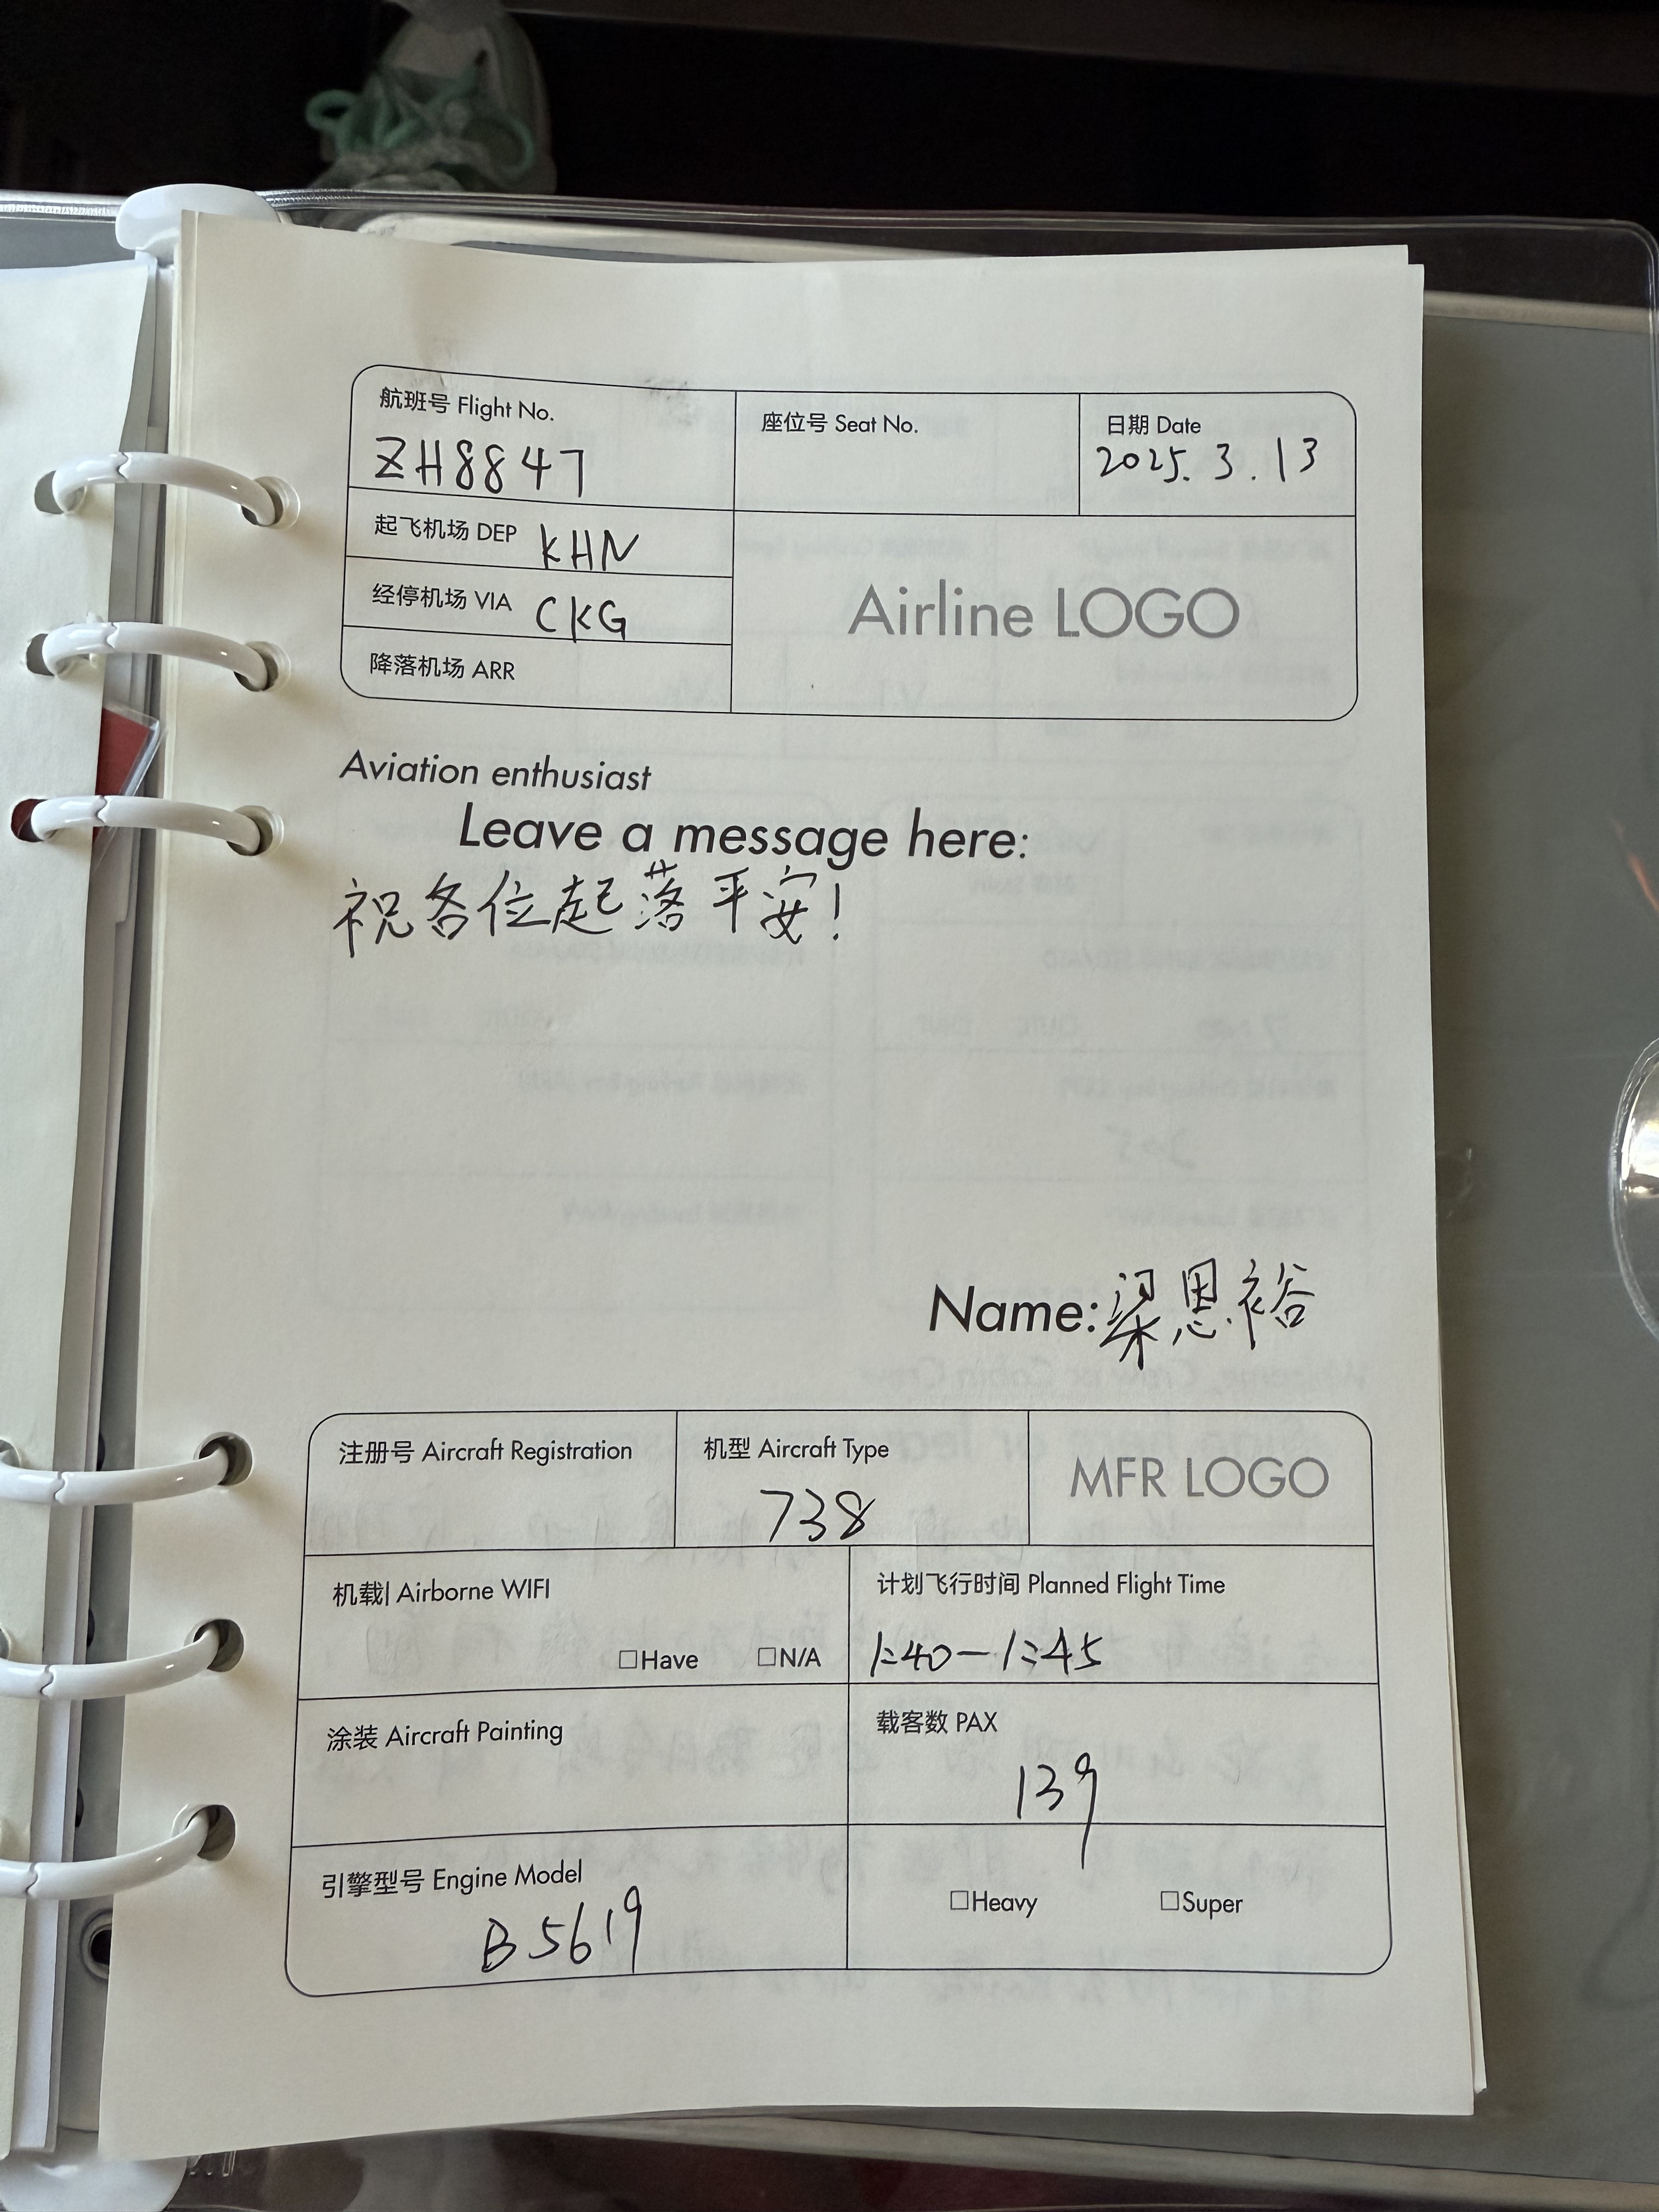 航班号 Flight No.
ZH8847
座位号 Seat No.
日期 Date
2025.3.13
起飞机场 DEP KHN
经停机场 VIA CKG
降落机场 ARR
Airline LOGO
Aviation enthusiast
Leave a message here:
祝各位起落平安!
Name:梁恩裕
注册号 Aircraft Registration
机型 Aircraft Type
738
MFR LOGO
机载| Airborne WIFI
□Have □N/A
计划飞行时间 Planned Flight Time
1:40-1:45
涂装 Aircraft Painting
载客数 PAX
139
引擎型号 Engine Model
B5619
□Heavy □Super